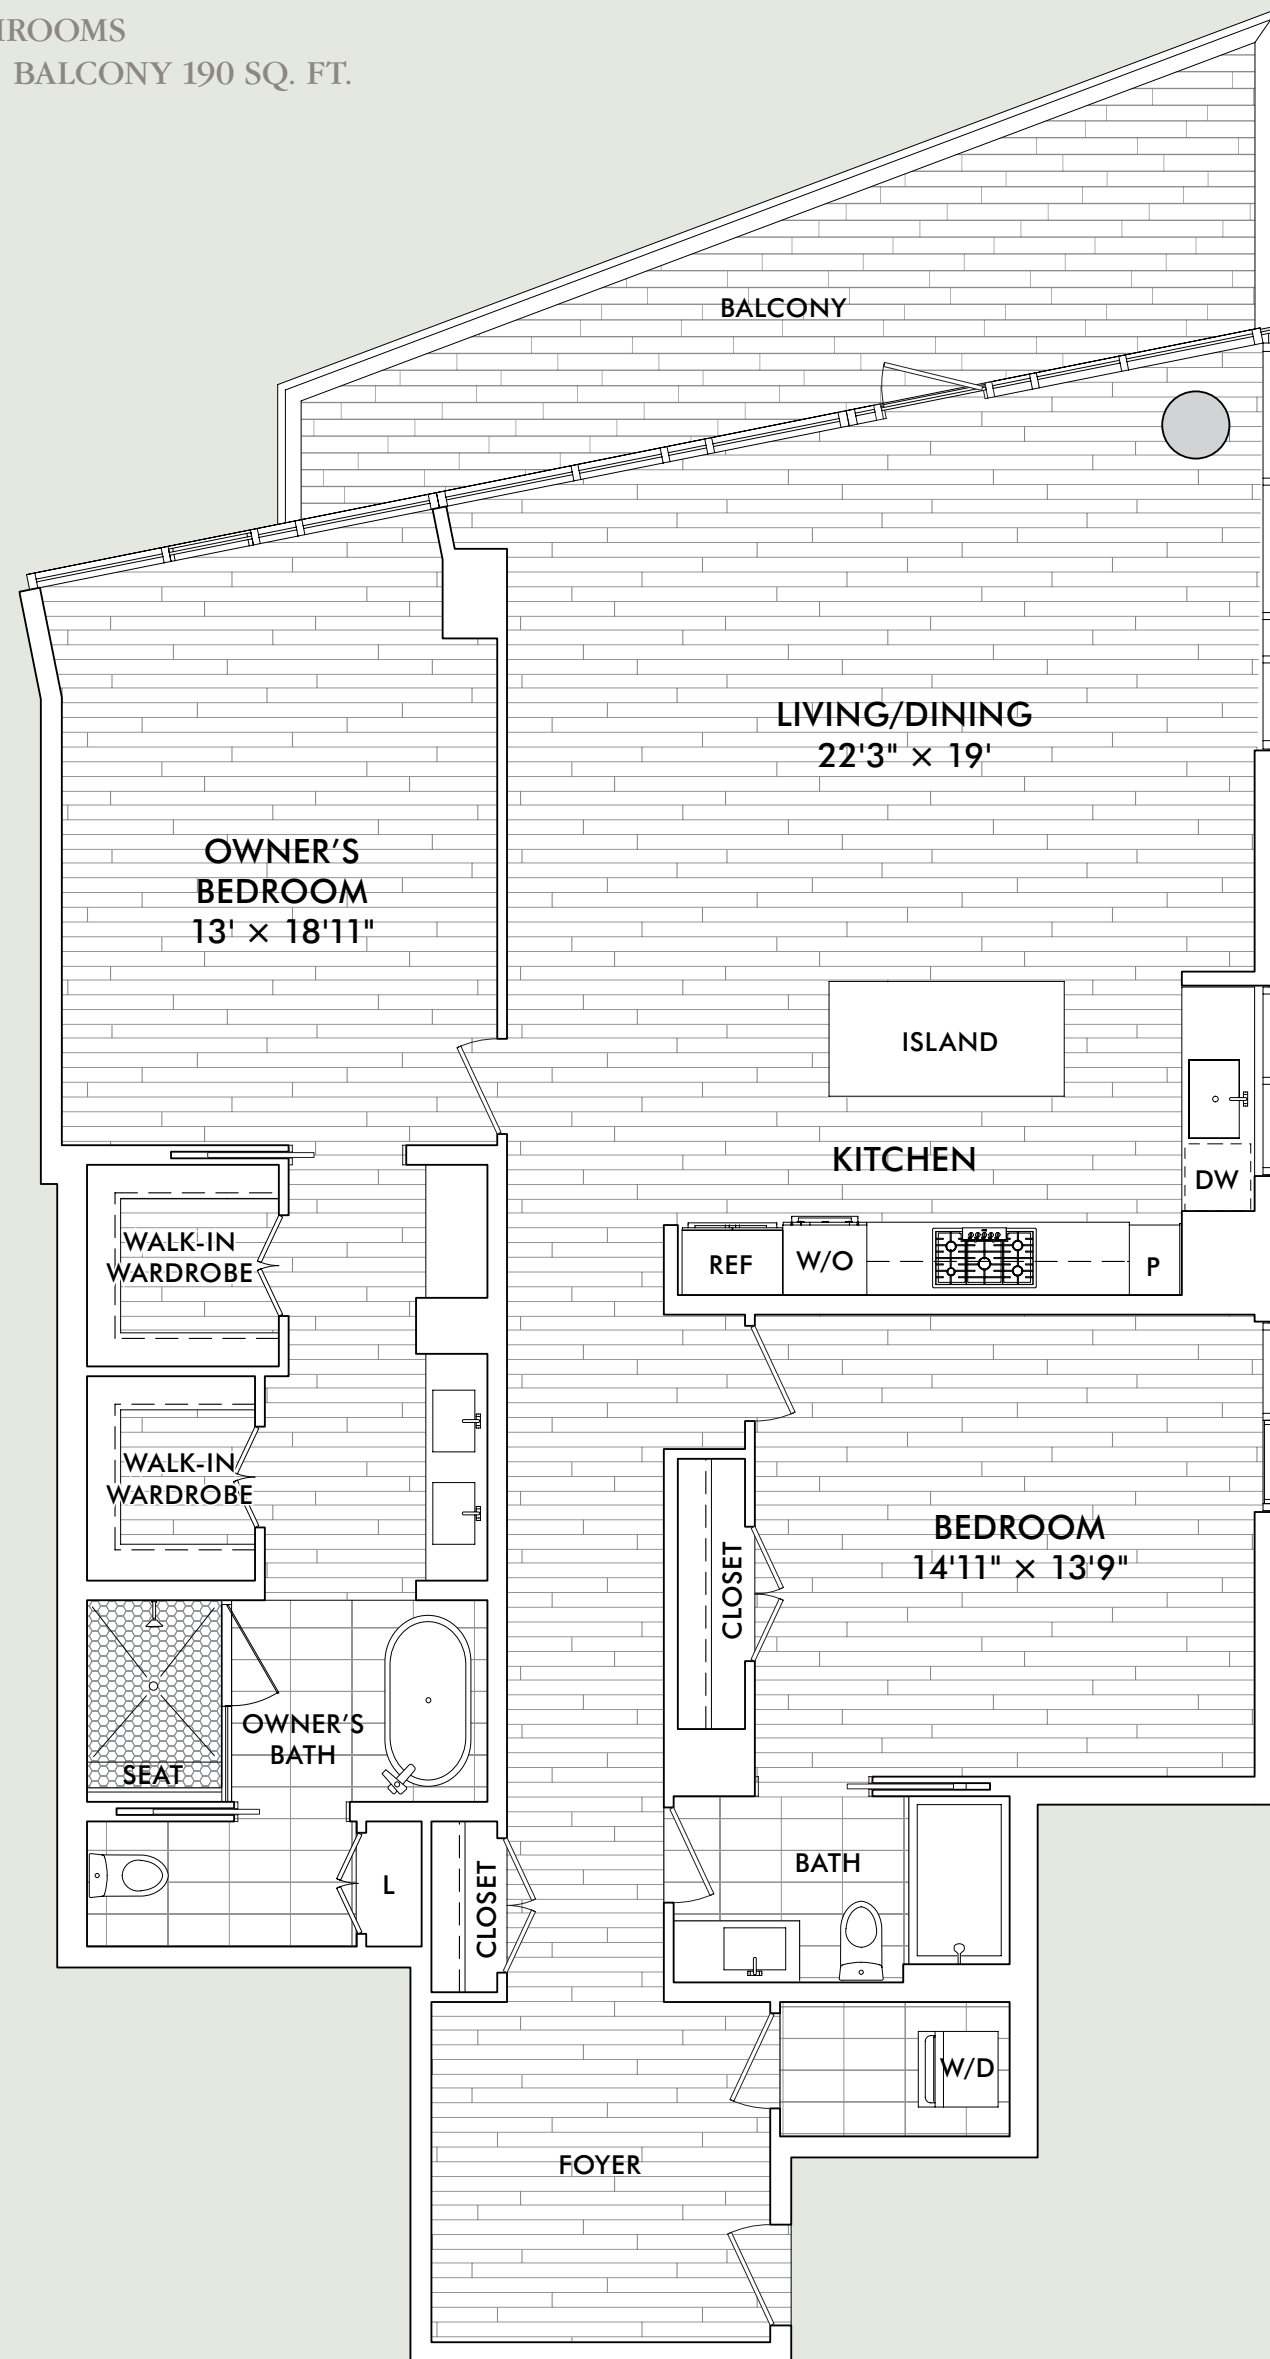 HROOMS
BALCONY 190 SQ. FT.
BALCONY
LIVING/DINING
22'3" × 19'
OWNER'S
BEDROOM
13' × 18'11"
ISLAND
KITCHEN
DW
REF
W/O
P
WALK-IN
WARDROBE
WALK-IN
WARDROBE
BEDROOM
14'11" × 13'9"
CLOSET
OWNER'S
BATH
SEAT
BATH
L
CLOSET
W/D
FOYER